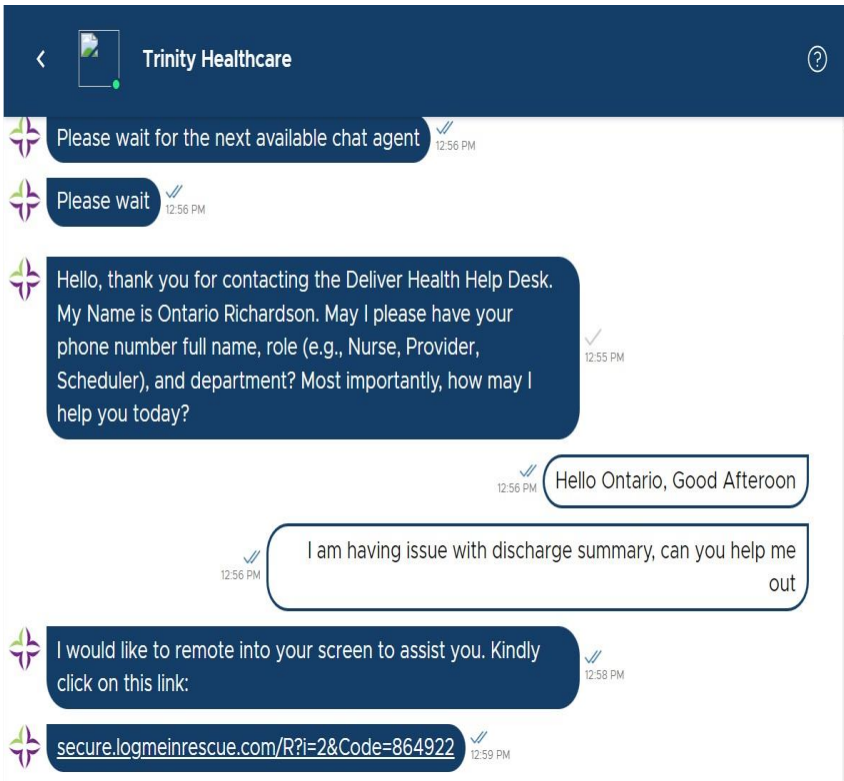 Trinity Healthcare
Please wait for the next available chat agent
12:56 PM
Please wait
12:56 PM
Hello, thank you for contacting the Deliver Health Help Desk.
My Name is Ontario Richardson. May I please have your
phone number full name, role (e.g., Nurse, Provider,
Scheduler), and department? Most importantly, how may I
help you today?
12:55 PM
12:56 PM
Hello Ontario, Good Afteroon
I am having issue with discharge summary, can you help me
out
12:56 PM
I would like to remote into your screen to assist you. Kindly
click on this link:
12:58 PM
secure.logmeinrescue.com/R?i=2&Code=864922
12:59 PM